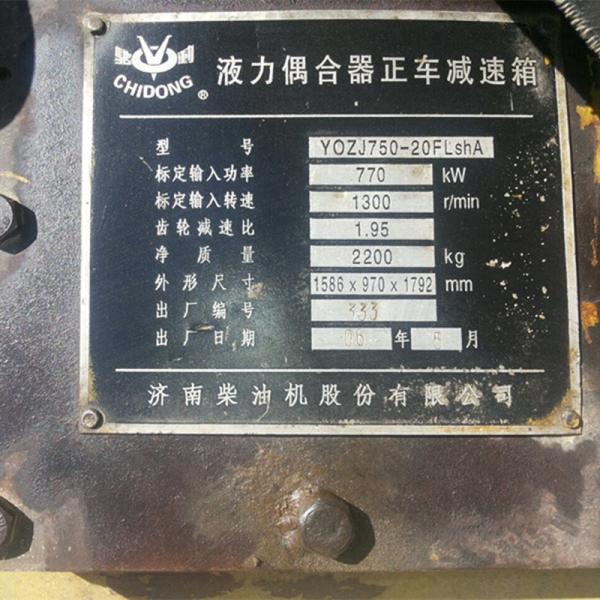 CHIDONG ® 液力偶合器正车减速箱
型号 YOZJ750-20FLshA
标定输入功率 770 kW
标定输入转速 1300 r/min
齿轮减速比 1.95
净质量 2200 kg
外形尺寸 1586 x 970 x 1792 mm
出厂编号 333
出厂日期 06 年 8 月
济南柴油机股份有限公司